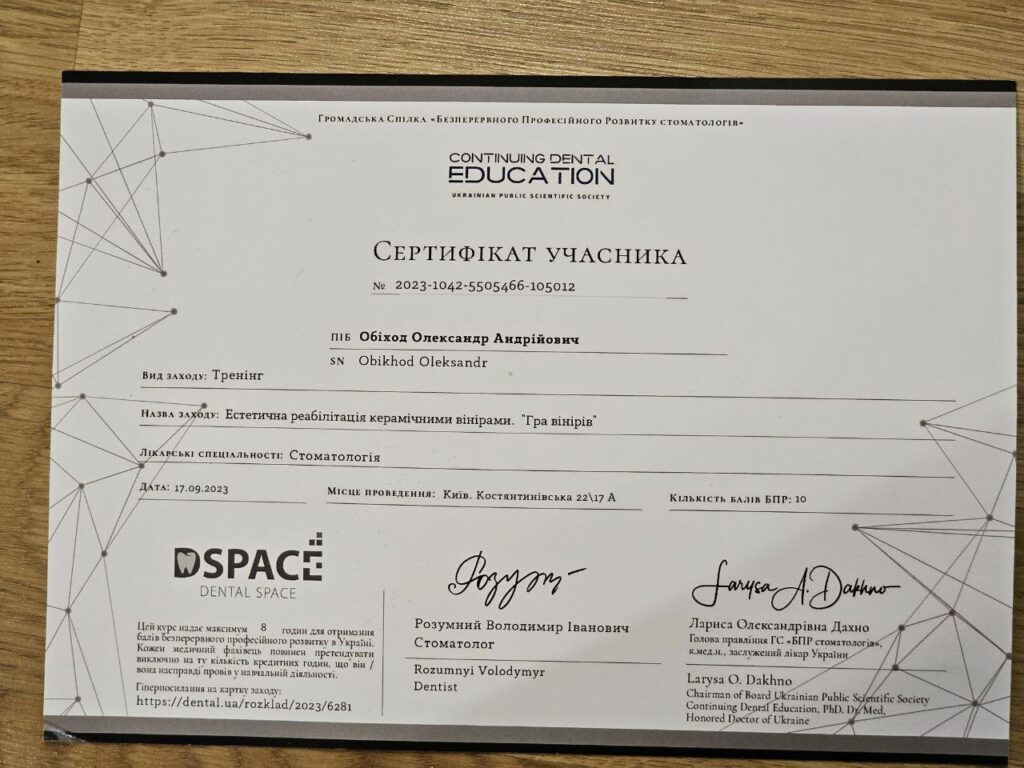 Громадська Спілка «Безперервного Професійного Розвитку стоматологів»
CONTINUING DENTAL
EDUCATION
UKRAINIAN PUBLIC SCIENTIFIC SOCIETY
Сертифікат учасника
№ 2023-1042-5505466-105012
ПІБ Обіход Олександр Андрійович
SN Obikhod Oleksandr
Вид заходу: Тренінг
Назва заходу: Естетична реабілітація керамічними вінірами. "Гра вінірів"
Лікарські спеціальності: Стоматологія
Дата: 17.09.2023
Місце проведення: Київ. Костянтинівська 22\17 А
Кількість балів БПР: 10
DSPACE
DENTAL SPACE
Цей курс надає максимум 8 годин для отримання
балів безперервного професійного розвитку в Україні.
Кожен медичний фахівець повинен претендувати
виключно на ту кількість кредитних годин, що він /
вона насправді провів у навчальній діяльності.
Гіперпосилання на картку заходу:
https://dental.ua/rozklad/2023/6281
Розумний Володимир Іванович
Стоматолог
Rozumnyi Volodymyr
Dentist
Larysa A. Dakhno
Лариса Олександрівна Дахно
Голова правління ГС «БПР стоматологів»,
к.мед.н., заслужений лікар України
Larysa O. Dakhno
Chairman of Board Ukrainian Public Scientific Society
Continuing Dental Education, PhD. Dr. Med,
Honored Doctor of Ukraine